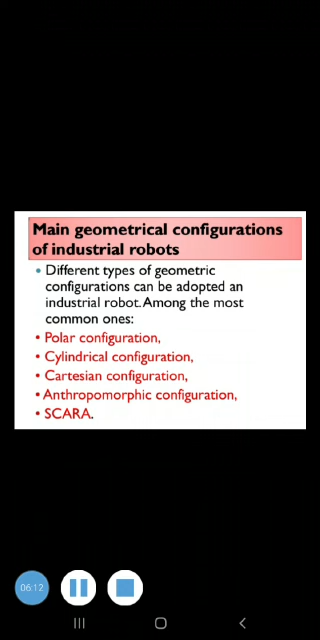 Main geometrical configurations
of industrial robots
• Different types of geometric
configurations can be adopted an
industrial robot. Among the most
common ones:
• Polar configuration,
• Cylindrical configuration,
• Cartesian configuration,
• Anthropomorphic configuration,
• SCARA.
06:12